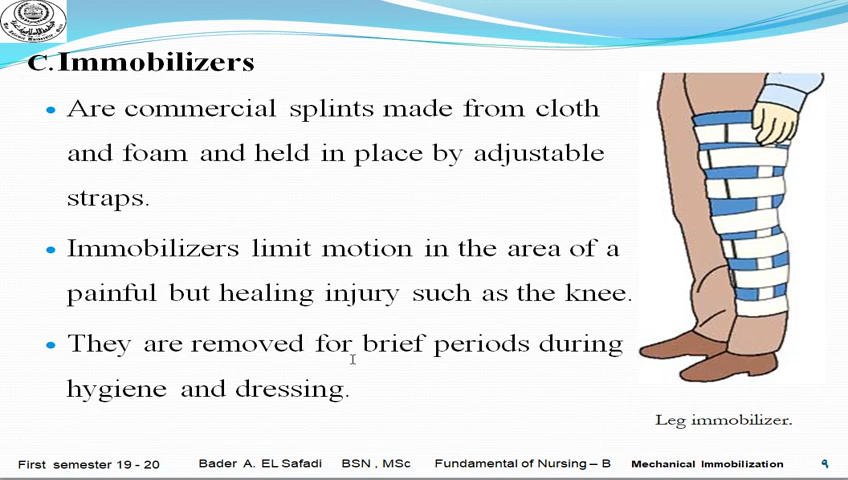 C.Immobilizers
• Are commercial splints made from cloth
and foam and held in place by adjustable
straps.
• Immobilizers limit motion in the area of a
painful but healing injury such as the knee.
• They are removed for brief periods during
hygiene and dressing.
Leg immobilizer.
First semester 19 - 20 Bader A. EL Safadi BSN , MSc Fundamental of Nursing – B Mechanical Immobilization ٩